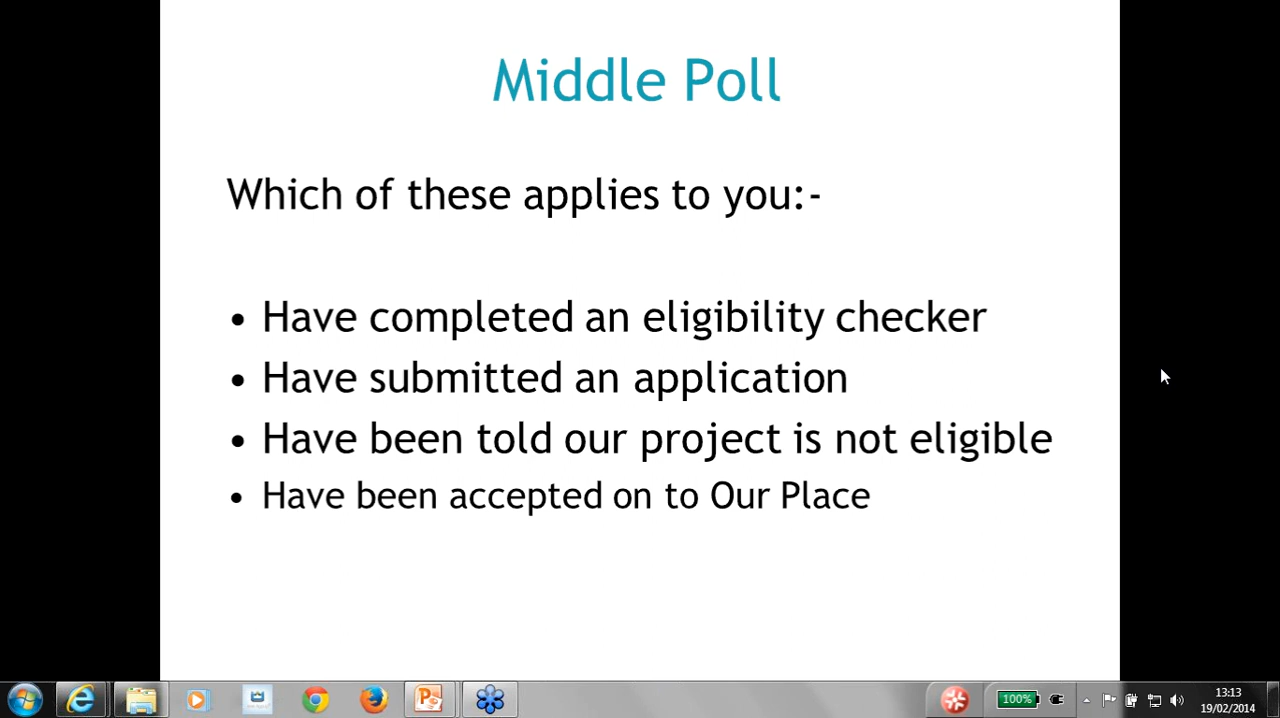 Middle Poll
Which of these applies to you:-
• Have completed an eligibility checker
• Have submitted an application
• Have been told our project is not eligible
• Have been accepted on to Our Place
100%
13:13
19/02/2014